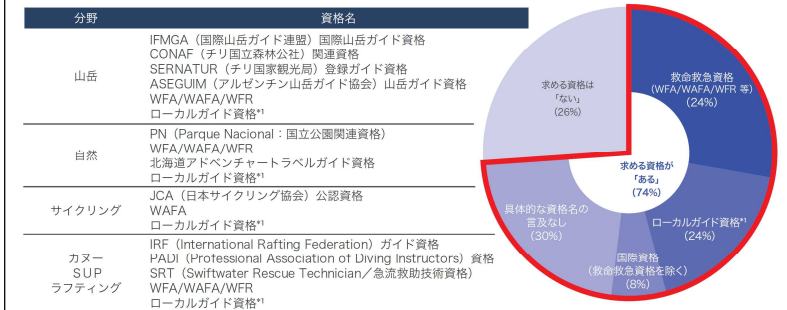 分野 資格名
山岳
IFMGA（国際山岳ガイド連盟）国際山岳ガイド資格
CONAF（チリ国立森林公社）関連資格
SERNATUR（チリ国家観光局）登録ガイド資格
ASEGUIM（アルゼンチン山岳ガイド協会）山岳ガイド資格
WFA/WAFA/WFR
ローカルガイド資格*1
自然
PN（Parque Nacional：国立公園関連資格）
WFA/WAFA/WFR
北海道アドベンチャートラベルガイド資格
ローカルガイド資格*1
サイクリング
JCA（日本サイクリング協会）公認資格
WAFA
ローカルガイド資格*1
カヌー
SUP
ラフティング
IRF（International Rafting Federation）ガイド資格
PADI（Professional Association of Diving Instructors）資格
SRT（Swiftwater Rescue Technician／急流救助技術資格）
WFA/WAFA/WFR
ローカルガイド資格*1
求める資格は
「ない」
(26%)
救命救急資格
(WFA/WAFA/WFR 等)
(24%)
求める資格が
「ある」
(74%)
具体的な資格名の
言及なし
(30%)
ローカルガイド資格*1
(24%)
国際資格
(救命救急資格を除く)
(8%)